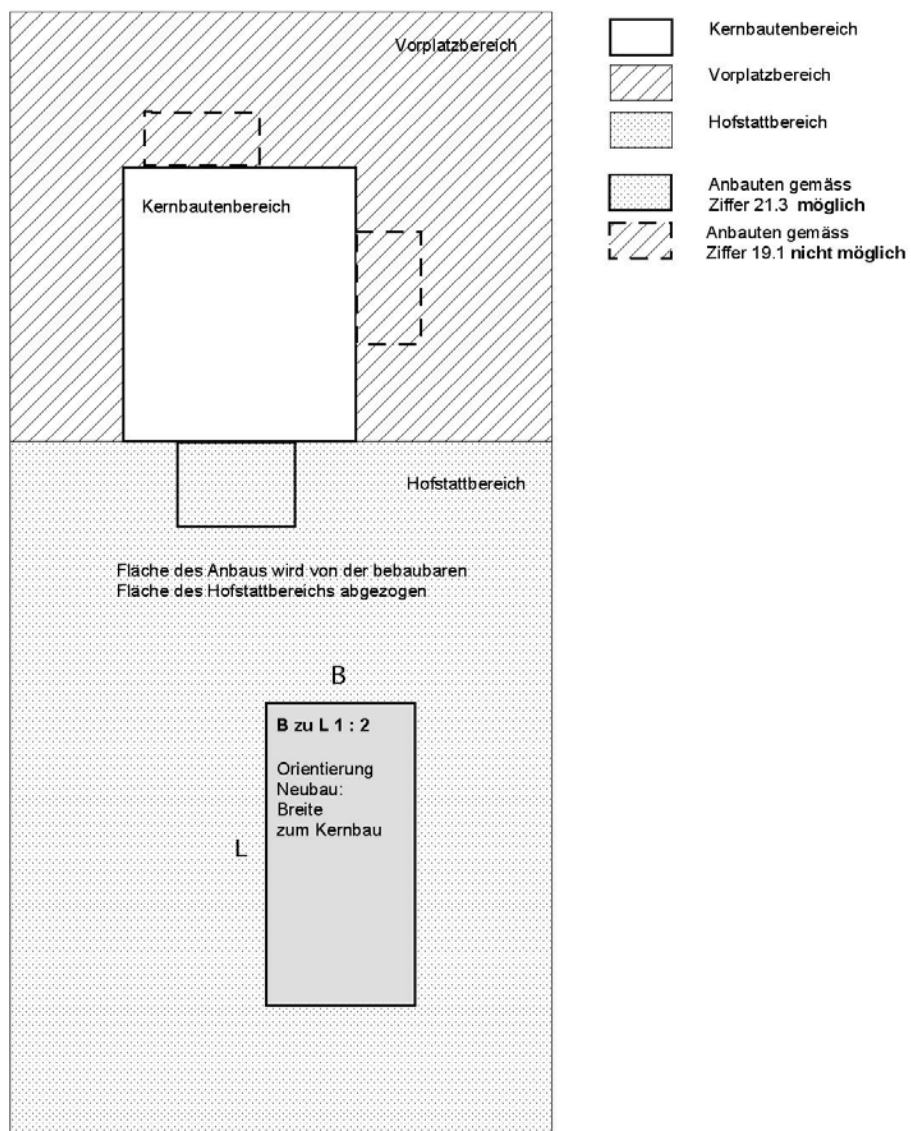 Vorplatzbereich
Kernbautenbereich
Hofstattbereich
Fläche des Anbaus wird von der bebaubaren
Fläche des Hofstattbereichs abgezogen
B
B zu L 1 : 2
Orientierung
Neubau:
Breite
zum Kernbau
L
Kernbautenbereich
Vorplatzbereich
Hofstattbereich
Anbauten gemäss
Ziffer 21.3 möglich
Anbauten gemäss
Ziffer 19.1 nicht möglich